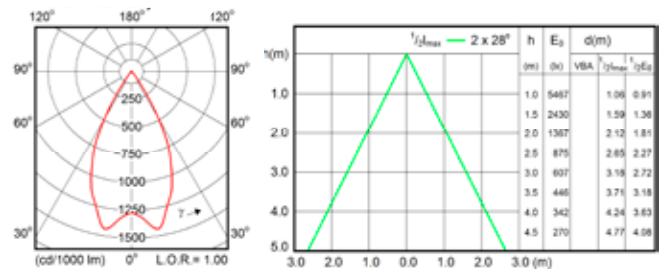 120° 180° 120°
90° 90°
250
500
60° 60°
750
1000
1250
γ
30° 1500 30°
(cd/1000 lm) 0° L.O.R.= 1.00
½Imax 2 x 28°
h(m)
1.0
2.0
3.0
4.0
5.0
3.0 2.0 1.0 0.0 1.0 2.0 3.0 (m)
h E₀ d(m)
(m) (lx) VBA ½Imax ½E₀
1.0 5467 1.06 0.91
1.5 2430 1.59 1.36
2.0 1367 2.12 1.81
2.5 875 2.65 2.27
3.0 607 3.18 2.72
3.5 446 3.71 3.18
4.0 342 4.24 3.63
4.5 270 4.77 4.08